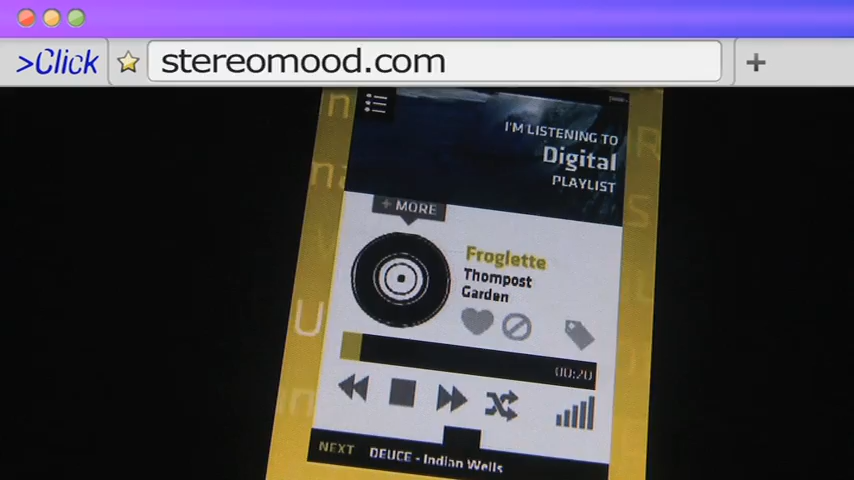 >Click
stereomood.com
I'M LISTENING TO
Digital
PLAYLIST
+ MORE
Froglette
Thompost
Garden
00:20
NEXT DEUCE - Indian Wells